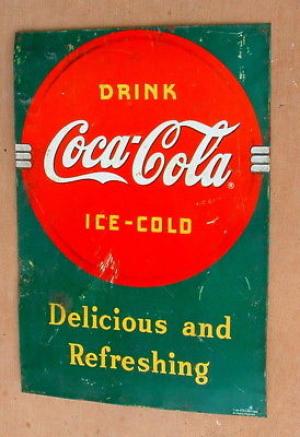 DRINK
Coca-Cola®
ICE-COLD
Delicious and
Refreshing